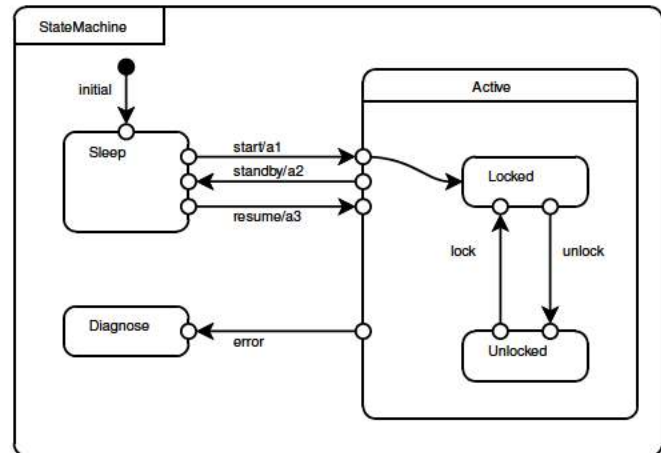 StateMachine
initial
Active
Sleep
start/a1
standby/a2
resume/a3
Locked
lock
unlock
Diagnose
error
Unlocked